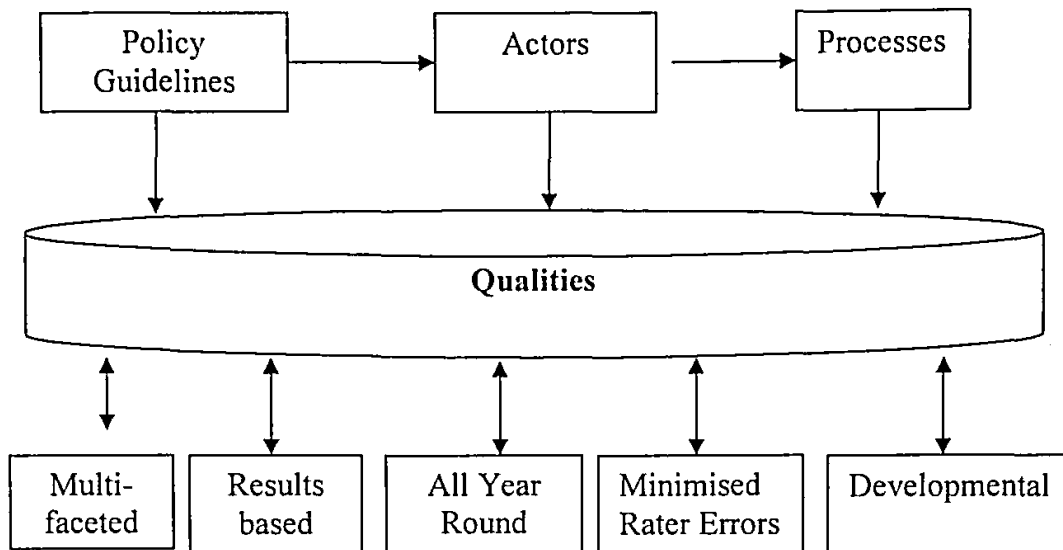 Policy
Guidelines
Actors
Processes
Qualities
Multi-
faceted
Results
based
All Year
Round
Minimised
Rater Errors
Developmental